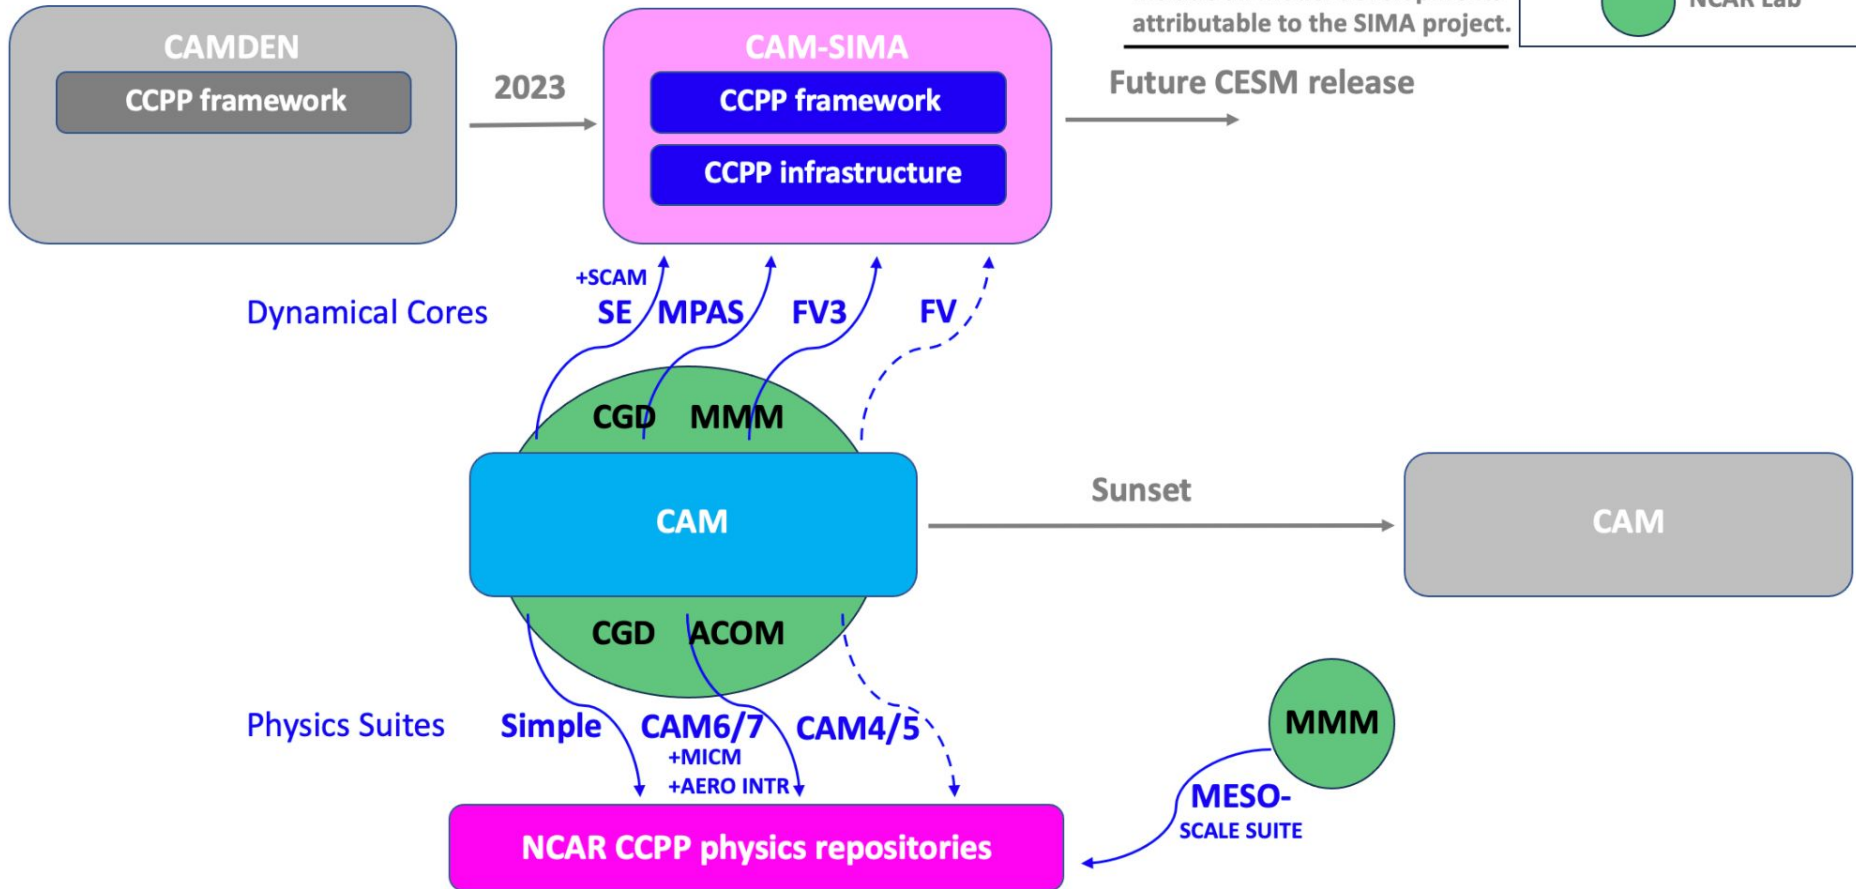 attributable to the SIMA project.
NCAR Lab
CAMDEN
CCPP framework
2023
CAM-SIMA
CCPP framework
CCPP infrastructure
Future CESM release
Dynamical Cores
+SCAM
SE
MPAS
FV3
FV
CGD
MMM
CAM
Sunset
CAM
CGD
ACOM
Physics Suites
Simple
CAM6/7
+MICM
+AERO INTR
CAM4/5
MMM
MESO-
SCALE SUITE
NCAR CCPP physics repositories